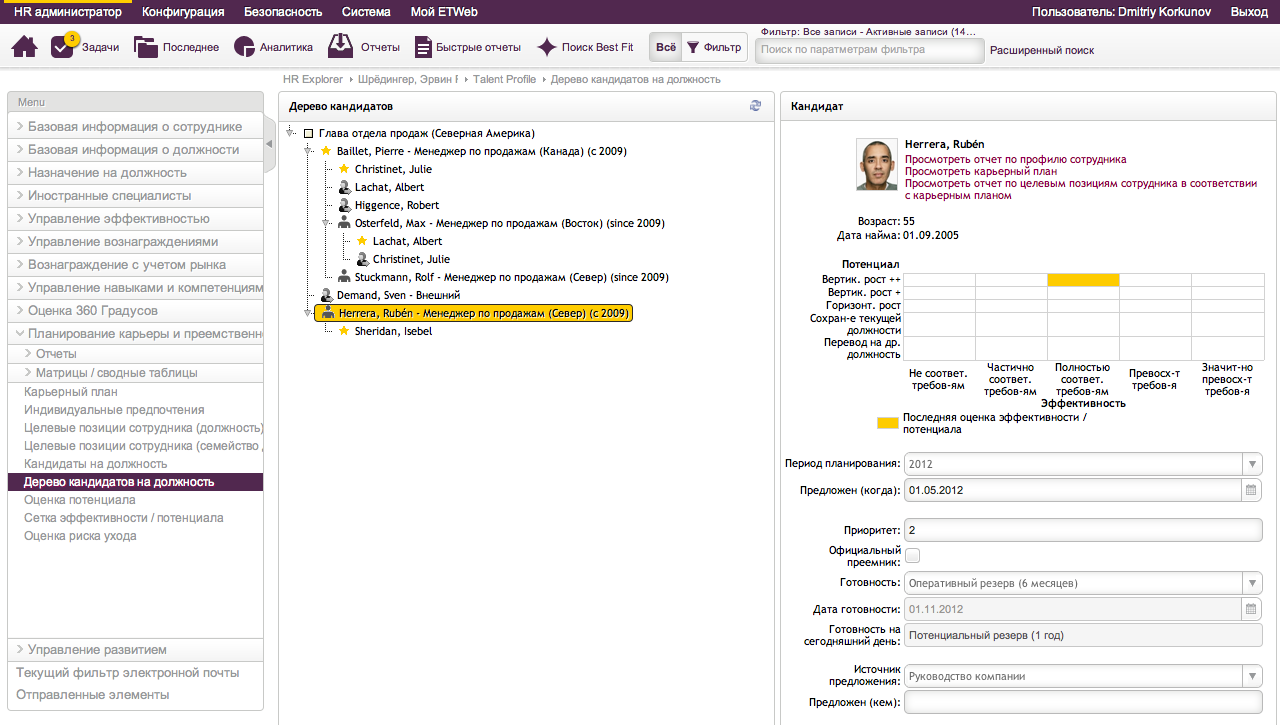 HR администратор Конфигурация Безопасность Система Мой ETWeb Пользователь: Dmitriy Korkunov Выход
3 Задачи Последнее Аналитика Отчеты Быстрые отчеты Поиск Best Fit Всё Фильтр
Фильтр: Все записи - Активные записи (14...
Поиск по паратметрам фильтра Расширенный поиск
HR Explorer Шрёдингер, Эрвин Talent Profile Дерево кандидатов на должность
Menu
Базовая информация о сотруднике
Базовая информация о должности
Назначение на должность
Иностранные специалисты
Управление эффективностью
Управление вознаграждениями
Вознаграждение с учетом рынка
Управление навыками и компетенциям
Оценка 360 Градусов
Планирование карьеры и преемственн
Отчеты
Матрицы / сводные таблицы
Карьерный план
Индивидуальные предпочтения
Целевые позиции сотрудника (должность)
Целевые позиции сотрудника (семейство
Кандидаты на должность
Дерево кандидатов на должность
Оценка потенциала
Сетка эффективности / потенциала
Оценка риска ухода
Управление развитием
Текущий фильтр электронной почты
Отправленные элементы
Дерево кандидатов
Глава отдела продаж (Северная Америка)
Baillet, Pierre - Менеджер по продажам (Канада) (с 2009)
Christinet, Julie
Lachat, Albert
Higgence, Robert
Osterfeld, Max - Менеджер по продажам (Восток) (since 2009)
Lachat, Albert
Christinet, Julie
Stuckmann, Rolf - Менеджер по продажам (Север) (since 2009)
Demand, Sven - Внешний
Herrera, Rubén - Менеджер по продажам (Север) (с 2009)
Sheridan, Isebel
Кандидат
Herrera, Rubén
Просмотреть отчет по профилю сотрудника
Просмотреть карьерный план
Просмотреть отчет по целевым позициям сотрудника в соответствии
с карьерным планом
Возраст: 55
Дата найма: 01.09.2005
Потенциал
Вертик. рост ++
Вертик. рост +
Горизонт. рост
Сохран-е текущей
должности
Перевод на др.
должность
Не соответ.
требов-ям
Частично
соответ.
требов-ям
Полностью
соответ.
требов-ям
Превосх-т
требов-я
Значит-но
превосх-т
требов-я
Эффективность
Последняя оценка эффективности /
потенциала
Период планирования: 2012
Предложен (когда): 01.05.2012
Приоритет: 2
Официальный
преемник:
Готовность: Оперативный резерв (6 месяцев)
Дата готовности: 01.11.2012
Готовность на
сегодняшний день: Потенциальный резерв (1 год)
Источник
предложения: Руководство компании
Предложен (кем):